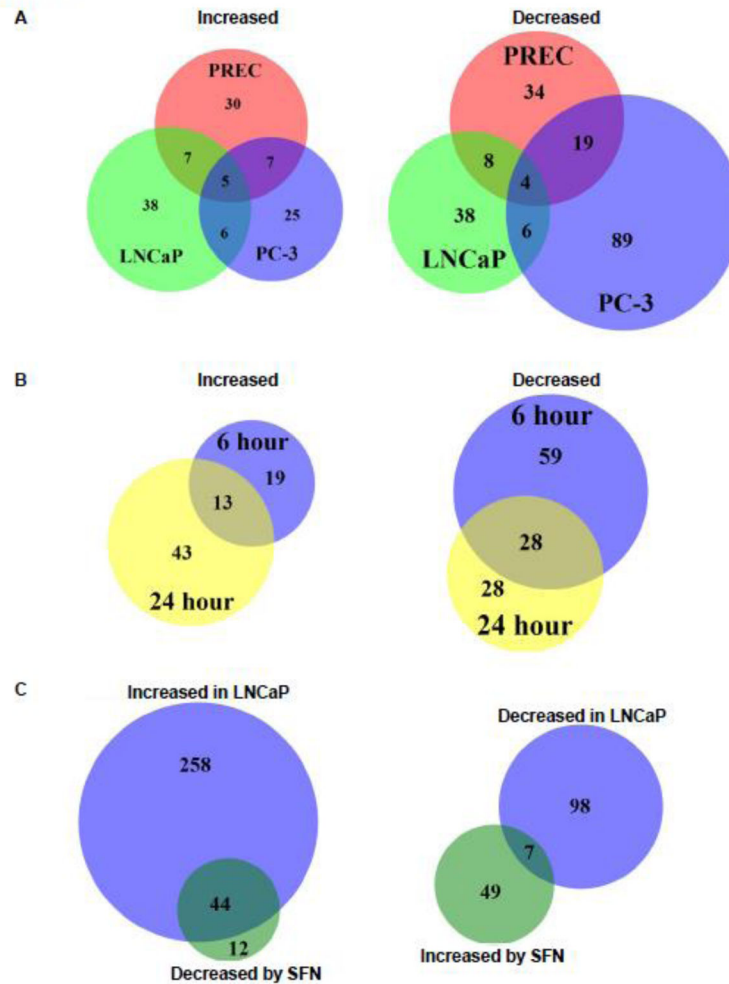 A
Increased
Decreased
PREC
30
7
7
5
38
25
6
LNCaP
PC-3
PREC
34
19
8
4
38
6
89
LNCaP
PC-3
B
Increased
Decreased
6 hour
19
13
43
24 hour
6 hour
59
28
28
24 hour
C
Increased in LNCaP
258
44
12
Decreased by SFN
Decreased in LNCaP
98
7
49
Increased by SFN